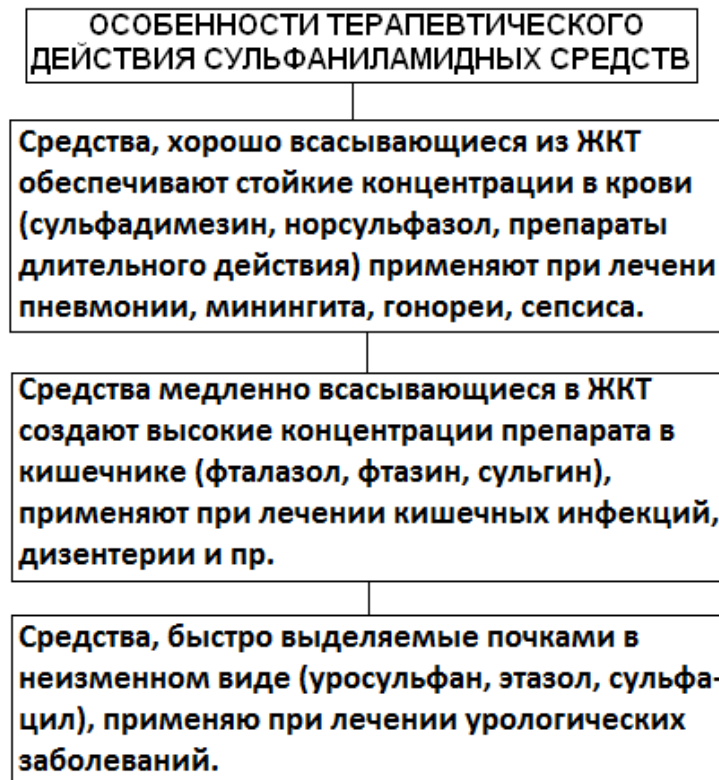 ОСОБЕННОСТИ ТЕРАПЕВТИЧЕСКОГО
ДЕЙСТВИЯ СУЛЬФАНИЛАМИДНЫХ СРЕДСТВ
Средства, хорошо всасывающиеся из ЖКТ
обеспечивают стойкие концентрации в крови
(сульфадимезин, норсульфазол, препараты
длительного действия) применяют при лечени
пневмонии, минингита, гонореи, сепсиса.
Средства медленно всасывающиеся в ЖКТ
создают высокие концентрации препарата в
кишечнике (фталазол, фтазин, сульгин),
применяют при лечении кишечных инфекций,
дизентерии и пр.
Средства, быстро выделяемые почками в
неизменном виде (уросульфан, этазол, сульфа-
цил), применяю при лечении урологических
заболеваний.